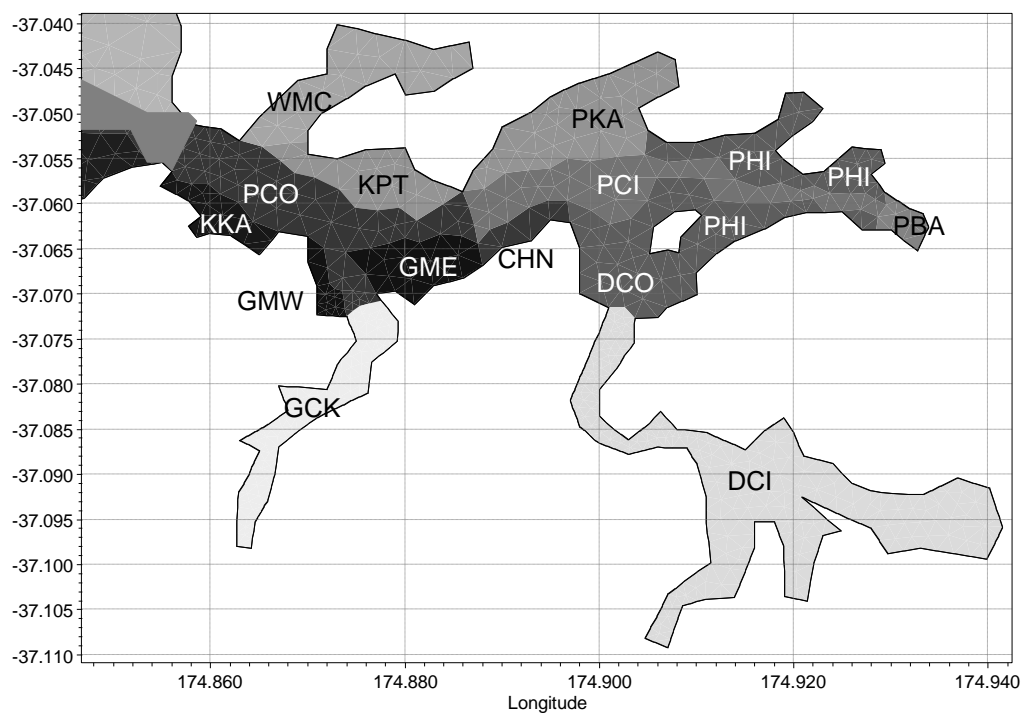 -37.040
-37.045
-37.050
-37.055
-37.060
-37.065
-37.070
-37.075
-37.080
-37.085
-37.090
-37.095
-37.100
-37.105
-37.110
WMC
PKA
PHI
KPT
PCI
PHI
PCO
KKA
PHI
PBA
CHN
GME
DCO
GMW
GCK
DCI
174.860
174.880
174.900
174.920
174.940
Longitude